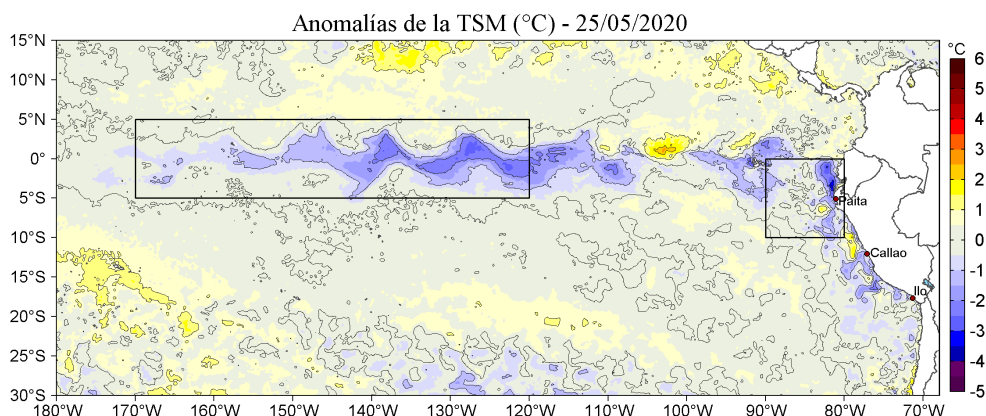 Anomalías de la TSM (°C) - 25/05/2020
15°N
10°N
5°N
0°
5°S
10°S
15°S
20°S
25°S
30°S
180°W
170°W
160°W
150°W
140°W
130°W
120°W
110°W
100°W
90°W
80°W
70°W
Paita
Callao
Ilo
°C
6
5
4
3
2
1
0
-1
-2
-3
-4
-5